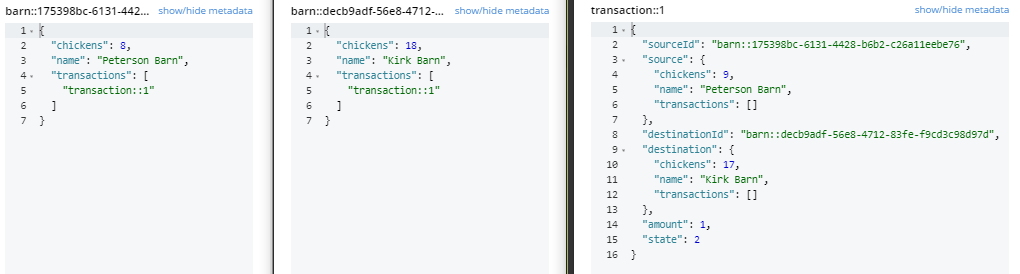 barn::175398bc-6131-442... show/hide metadata
1 {
2 "chickens": 8,
3 "name": "Peterson Barn",
4 "transactions": [
5 "transaction::1"
6 ]
7 }
barn::decb9adf-56e8-4712-... show/hide metadata
1 {
2 "chickens": 18,
3 "name": "Kirk Barn",
4 "transactions": [
5 "transaction::1"
6 ]
7 }
transaction::1 show/hide metadata
1 {
2 "sourceId": "barn::175398bc-6131-4428-b6b2-c26a11eebe76",
3 "source": {
4 "chickens": 9,
5 "name": "Peterson Barn",
6 "transactions": []
7 },
8 "destinationId": "barn::decb9adf-56e8-4712-83fe-f9cd3c98d97d",
9 "destination": {
10 "chickens": 17,
11 "name": "Kirk Barn",
12 "transactions": []
13 },
14 "amount": 1,
15 "state": 2
16 }